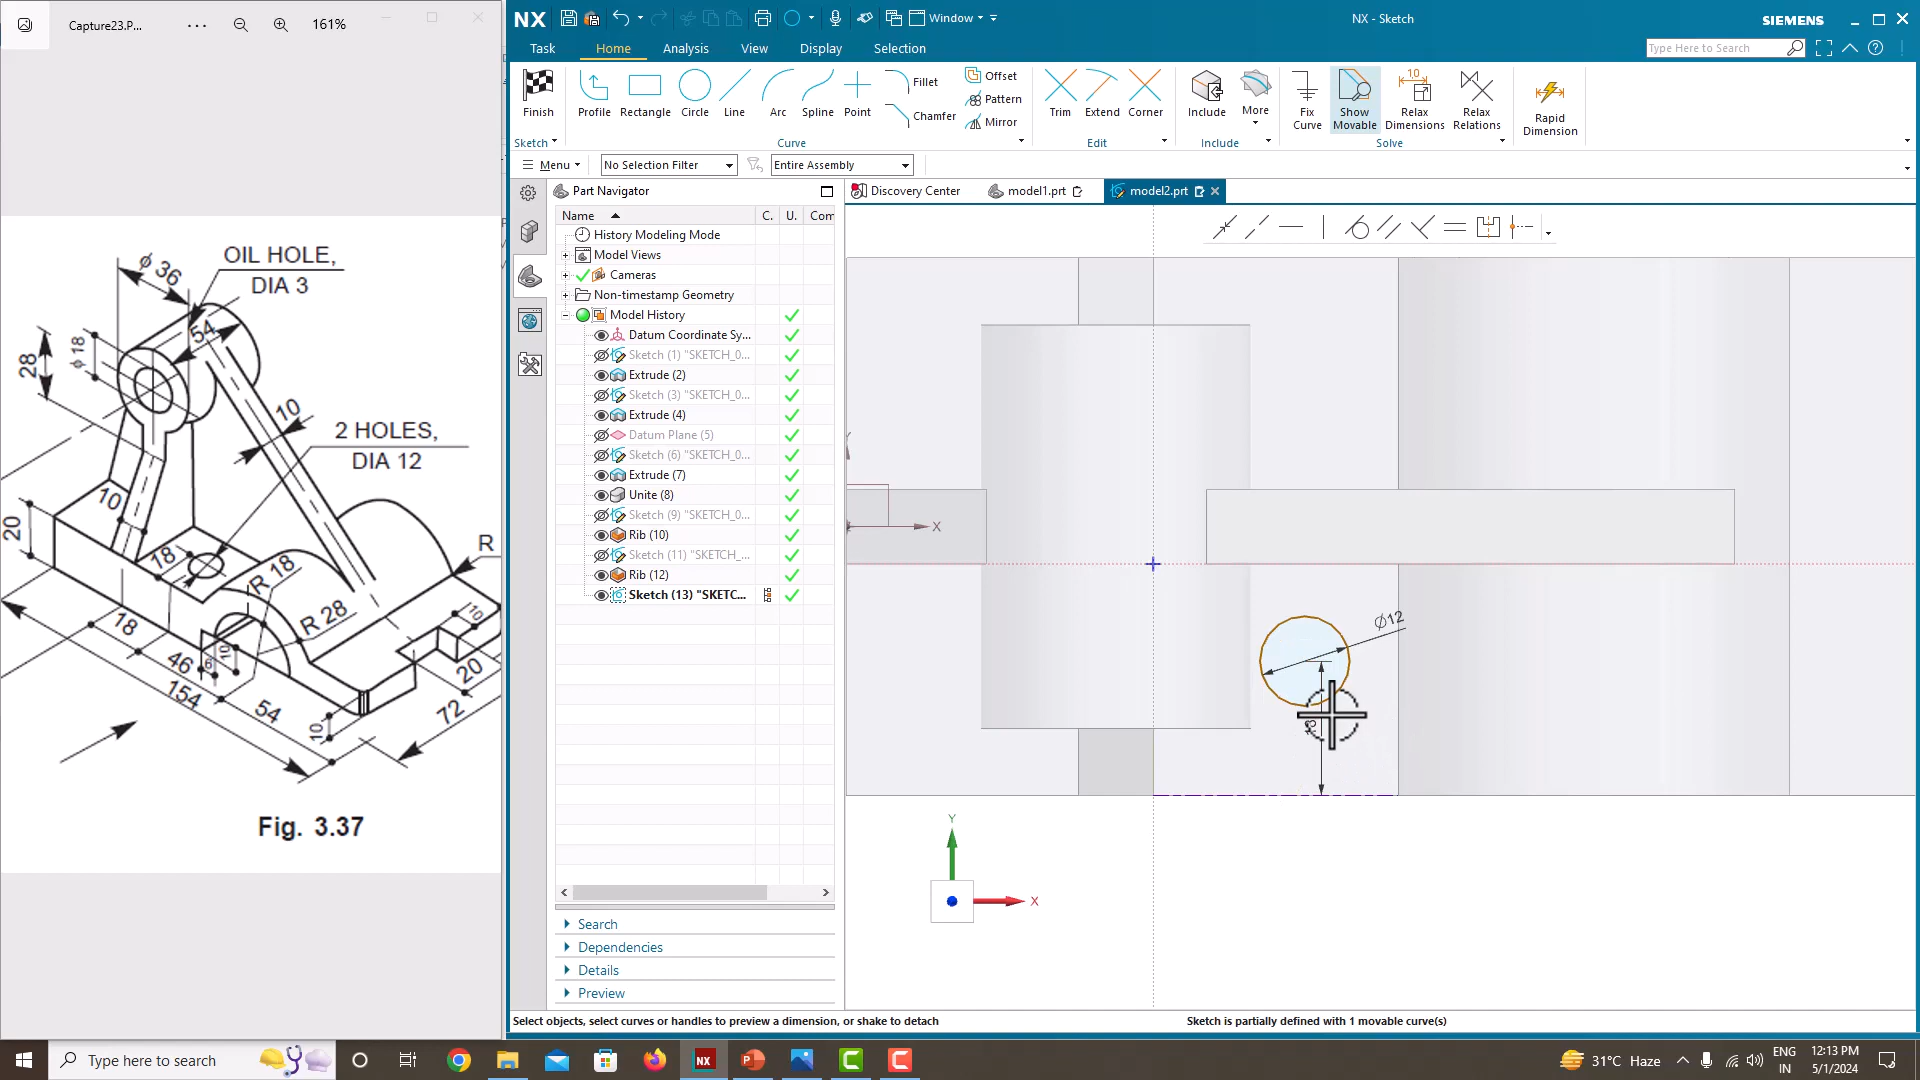 Capture23.P...
161%
φ 36
OIL HOLE,
DIA 3
54
φ 18
28
10
2 HOLES,
DIA 12
10
20
18
R
R 18
10
18
R 28
46
6
10
20
154
54
10
72
Fig. 3.37
NX
Window
NX - Sketch
SIEMENS
Task
Home
Analysis
View
Display
Selection
Type Here to Search
Finish
Profile
Rectangle
Circle
Line
Arc
Spline
Point
Fillet
Chamfer
Offset
Pattern
Mirror
Trim
Extend
Corner
Include
More
Fix Curve
Show Movable
1,0
Relax Dimensions
Relax Relations
Rapid Dimension
Sketch
Curve
Edit
Include
Solve
Menu
No Selection Filter
Entire Assembly
Part Navigator
Discovery Center
model1.prt
model2.prt
Name
C.
U.
Com
History Modeling Mode
Model Views
Cameras
Non-timestamp Geometry
Model History
Datum Coordinate Sy...
Sketch (1) "SKETCH_0...
Extrude (2)
Sketch (3) "SKETCH_0...
Extrude (4)
Datum Plane (5)
Sketch (6) "SKETCH_0...
Extrude (7)
Unite (8)
Sketch (9) "SKETCH_0...
Rib (10)
Sketch (11) "SKETCH_...
Rib (12)
Sketch (13) "SKETC...
Search
Dependencies
Details
Preview
X
Ø12
Y
X
Select objects, select curves or handles to preview a dimension, or shake to detach
Sketch is partially defined with 1 movable curve(s)
Type here to search
NX
31°C Haze
ENG
IN
12:13 PM
5/1/2024